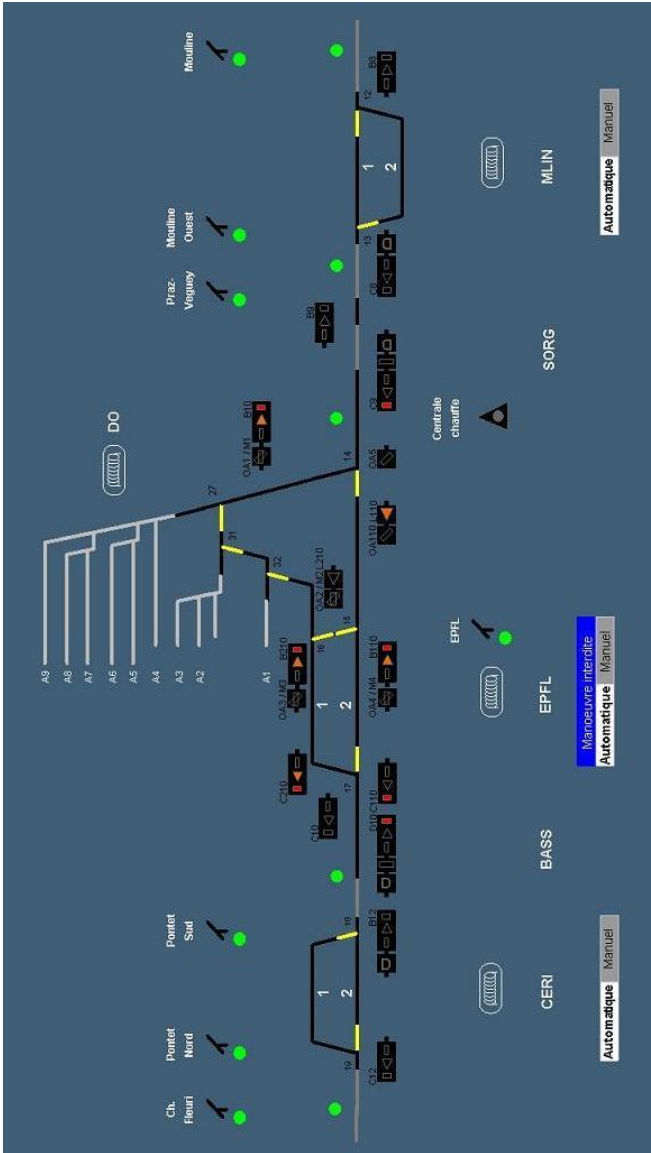 A9
A8
A7
A6
A5
A4
A3
A2
A1
DO
Ch.
Fleuri
Pontet
Nord
Pontet
Sud
Praz-
Veguey
Mouline
Ouest
Mouline
27
31
32
OA1 / M1
B10
C210
OA3 / M3
B210
C10
16
OA2 / M2
L210
B9
1
2
1
2
1
2
19
18
17
15
14
13
12
C12
D
B12
D
D10
C110
OA4 / M4
B110
OA110
L110
OA5
C9
D
C8
D
B8
EPFL
Centrale
chauffe
CERI
BASS
EPFL
SORG
MLIN
Manoeuvre interdite
Automatique
Manuel
Automatique
Manuel
Automatique
Manuel